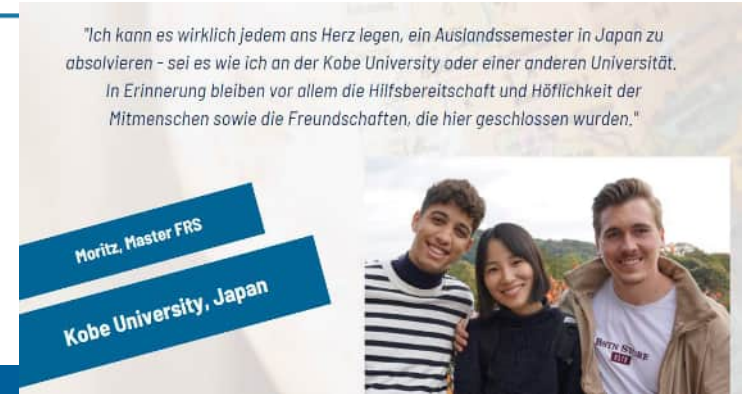 "Ich kann es wirklich jedem ans Herz legen, ein Auslandssemester in Japan zu
absolvieren - sei es wie ich an der Kobe University oder einer anderen Universität.
In Erinnerung bleiben vor allem die Hilfsbereitschaft und Höflichkeit der
Mitmenschen sowie die Freundschaften, die hier geschlossen wurden."
Moritz, Master FRS
Kobe University, Japan